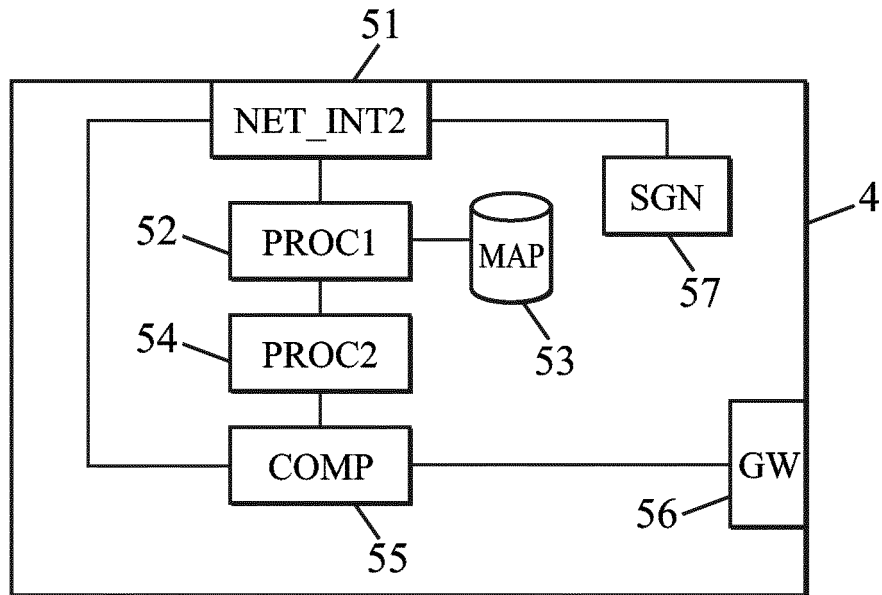 51
NET_INT2
SGN
4
52
PROC1
MAP
57
54
PROC2
53
COMP
GW
56
55